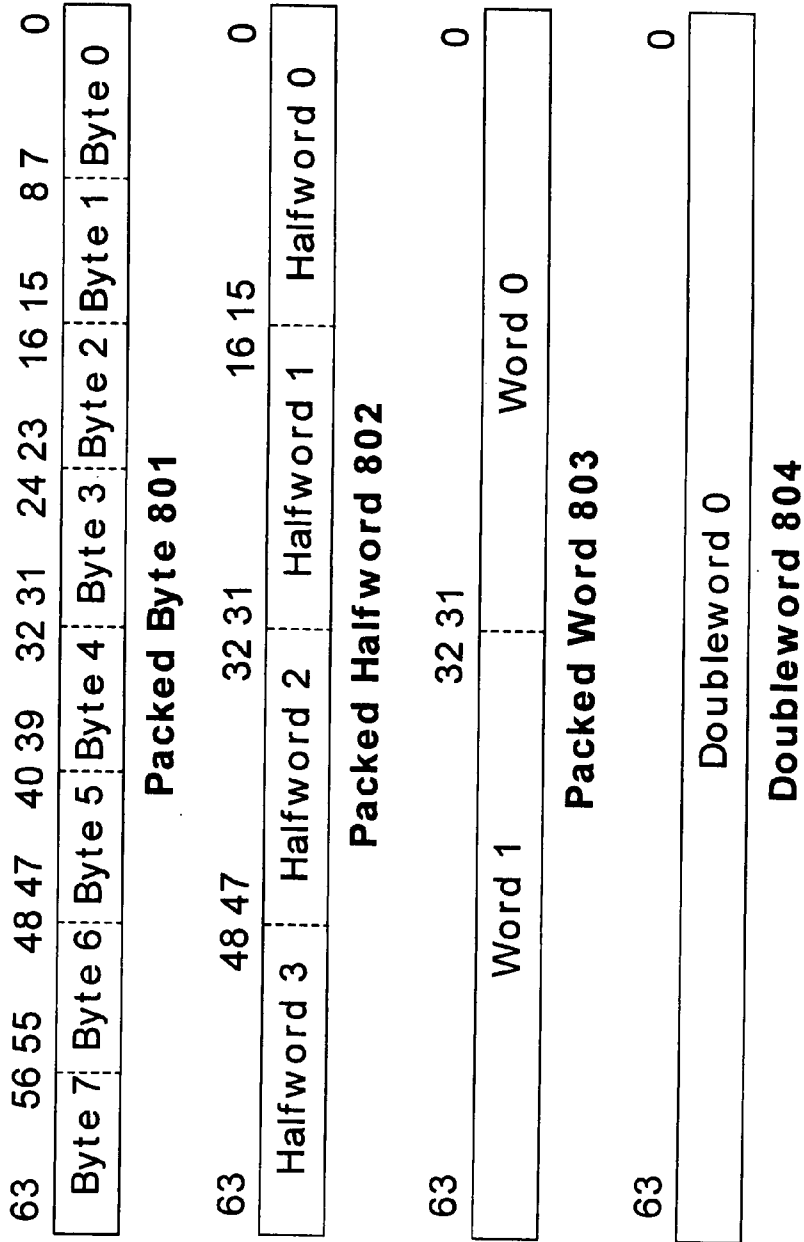 63 56 55 48 47 40 39 32 31 24 23 16 15 8 7 0
Byte 7 Byte 6 Byte 5 Byte 4 Byte 3 Byte 2 Byte 1 Byte 0
Packed Byte 801
63 48 47 32 31 16 15 0
Halfword 3 Halfword 2 Halfword 1 Halfword 0
Packed Halfword 802
63 32 31 0
Word 1 Word 0
Packed Word 803
63 0
Doubleword 0
Doubleword 804